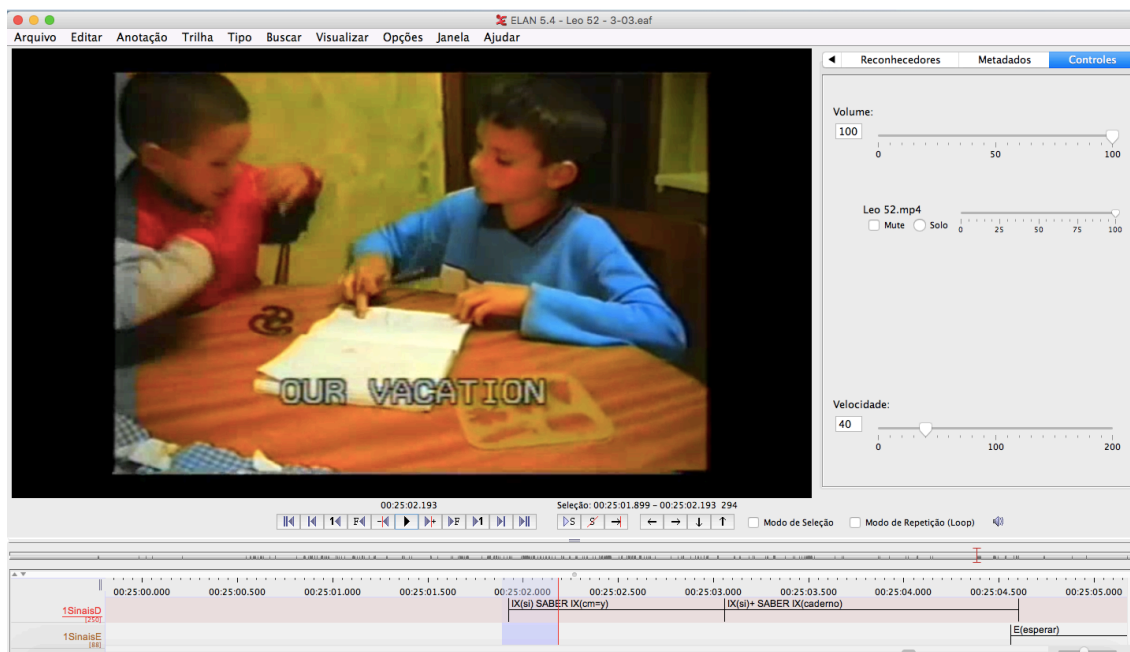 ELAN 5.4 - Leo 52 - 3-03.eaf
Arquivo Editar Anotação Trilha Tipo Buscar Visualizar Opções Janela Ajudar
Reconhecedores Metadados Controles
Volume:
100
0 50 100
Leo 52.mp4
Mute Solo
0 25 50 75 100
OUR VACATION
Velocidade:
40
0 100 200
00:25:02.193 Seleção: 00:25:01.899 - 00:25:02.193 294
1 F F 1 S S Modo de Seleção Modo de Repetição (Loop)
00:25:00.000 00:25:00.500 00:25:01.000 00:25:01.500 00:25:02.000 00:25:02.500 00:25:03.000 00:25:03.500 00:25:04.000 00:25:04.500 00:25:05.000
1SinaisD IX(si) SABER IX(cm=y) IX(si)+ SABER IX(caderno)
[250]
1SinaisE E(esperar)
[88]